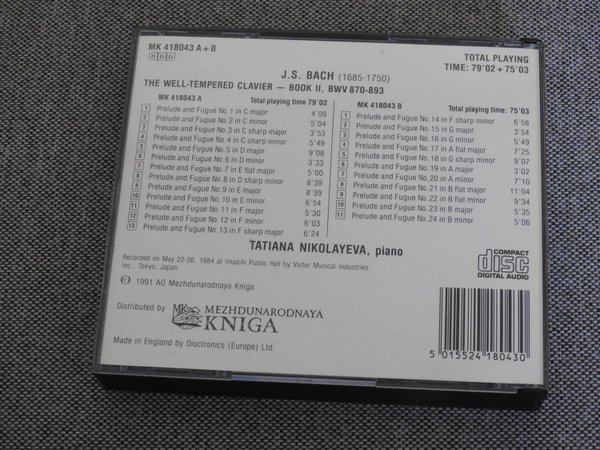 MK 418043 A + B
DDD
TOTAL PLAYING
TIME: 79'02 + 75'03
J.S. BACH (1685-1750)
THE WELL-TEMPERED CLAVIER — BOOK II, BWV 870-893
MK 418043 A Total playing time 79'02
1 Prelude and Fugue No.1 in C major 4'09
2 Prelude and Fugue No.2 in C minor 5'04
3 Prelude and Fugue No.3 in C sharp major 3'53
4 Prelude and Fugue No.4 in C sharp minor 5'49
5 Prelude and Fugue No.5 in D major 9'08
6 Prelude and Fugue No.6 in D minor 3'33
7 Prelude and Fugue No.7 in E flat major 5'00
8 Prelude and Fugue No.8 in D sharp minor 8'39
9 Prelude and Fugue No.9 in E major 8'39
10 Prelude and Fugue No.10 in E minor 6'54
11 Prelude and Fugue No.11 in F major 5'30
12 Prelude and Fugue No.12 in F minor 6'03
13 Prelude and Fugue No.13 in F sharp major 6'24
MK 418043 B Total playing time: 75'03
1 Prelude and Fugue No.14 in F sharp minor 6'58
2 Prelude and Fugue No.15 in G major 3'54
3 Prelude and Fugue No.16 in G minor 5'49
4 Prelude and Fugue No.17 in A flat major 7'25
5 Prelude and Fugue No.18 in G sharp minor 9'07
6 Prelude and Fugue No.19 in A major 3'02
7 Prelude and Fugue No.20 in A minor 7'10
8 Prelude and Fugue No.21 in B flat major 11'04
9 Prelude and Fugue No.22 in B flat minor 9'34
10 Prelude and Fugue No.23 in B major 5'35
11 Prelude and Fugue No.24 in B minor 5'06
TATIANA NIKOLAYEVA, piano
Recorded on May 22-26, 1984 at Imaichi Public Hall by Victor Musical Industries
Inc., Tokyo, Japan.
℗ 1991 AO Mezhdunarodnaya Kniga
COMPACT
disc
DIGITAL AUDIO
Distributed by MK MEZHDUNARODNAYA
KNIGA
Made in England by Disctronics (Europe) Ltd.
5 015524 180430